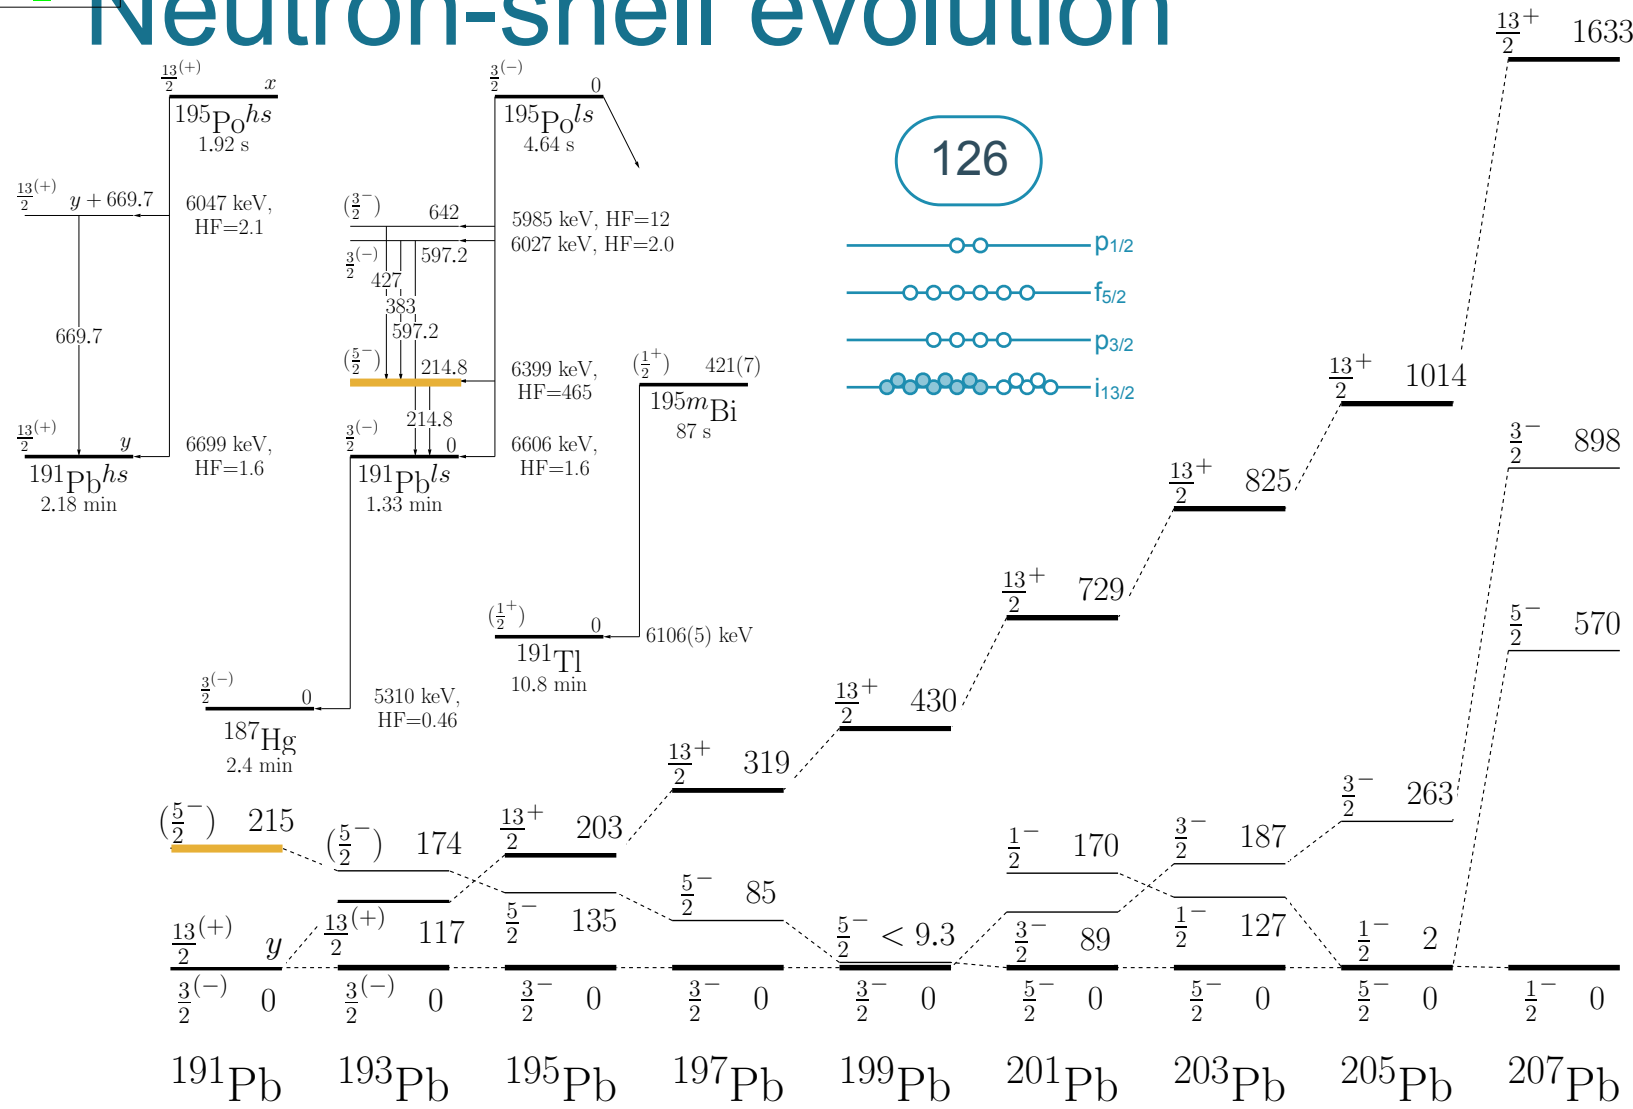 Neutron-shell evolution
13/2(+) x
195Pohs
1.92 s
13/2(+) y + 669.7
6047 keV,
HF=2.1
669.7
13/2(+) y
6699 keV,
HF=1.6
191Pbhs
2.18 min
3/2(−) 0
195Pols
4.64 s
(3/2−) 642
5985 keV, HF=12
6027 keV, HF=2.0
3/2(−) 597.2
427
383
597.2
(5/2−) 214.8
6399 keV,
HF=465
214.8
3/2(−) 0
6606 keV,
HF=1.6
191Pbls
1.33 min
(1/2+) 421(7)
195mBi
87 s
(1/2+) 0
6106(5) keV
191Tl
10.8 min
3/2(−) 0
5310 keV,
HF=0.46
187Hg
2.4 min
126
p1/2
f5/2
p3/2
i13/2
(5/2−) 215
13/2(+) y
3/2(−) 0
191Pb
(5/2−) 174
13/2(+) 117
3/2(−) 0
193Pb
13/2+ 203
5/2− 135
3/2− 0
195Pb
13/2+ 319
5/2− 85
3/2− 0
197Pb
13/2+ 430
5/2− < 9.3
3/2− 0
199Pb
13/2+ 729
1/2− 170
3/2− 89
5/2− 0
201Pb
13/2+ 825
3/2− 187
1/2− 127
5/2− 0
203Pb
13/2+ 1014
3/2− 263
1/2− 2
5/2− 0
205Pb
13/2+ 1633
3/2− 898
5/2− 570
1/2− 0
207Pb